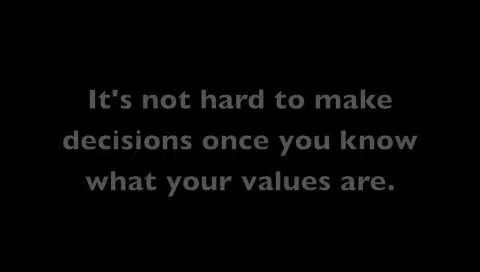 It's not hard to make
decisions once you know
what your values are.